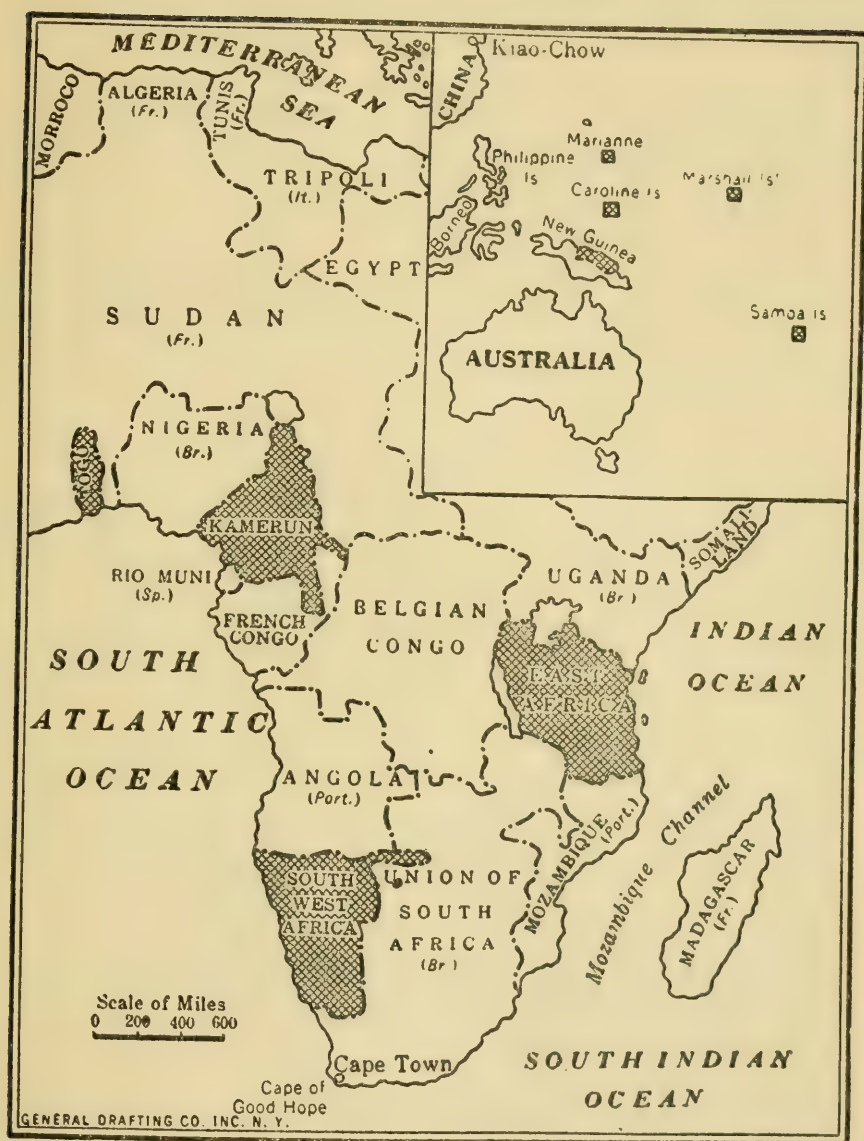 MEDITERRANEAN
SEA
MORROCO
ALGERIA
(Fr.)
TUNIS
(Fr.)
TRIPOLI
(It.)
EGYPT
SUDAN
(Fr.)
NIGERIA
(Br.)
TOGU
KAMERUN
RIO MUNI
(Sp.)
FRENCH
CONGO
BELGIAN
CONGO
UGANDA
(Br)
SOMALI-
LAND
EAST
AFRICA
INDIAN
OCEAN
SOUTH
ATLANTIC
OCEAN
ANGOLA
(Port.)
MOZAMBIQUE
(Port.)
Mozambique Channel
MADAGASCAR
(Fr.)
SOUTH
WEST
AFRICA
UNION OF
SOUTH
AFRICA
(Br)
Scale of Miles
0 200 400 600
Cape Town
Cape of
Good Hope
SOUTH INDIAN
OCEAN
GENERAL DRAFTING CO. INC. N. Y.
Kiao-Chow
CHINA
Marianne
Philippine
Is
Caroline Is
Marshall Is
Borneo
New Guinea
Samoa Is
AUSTRALIA